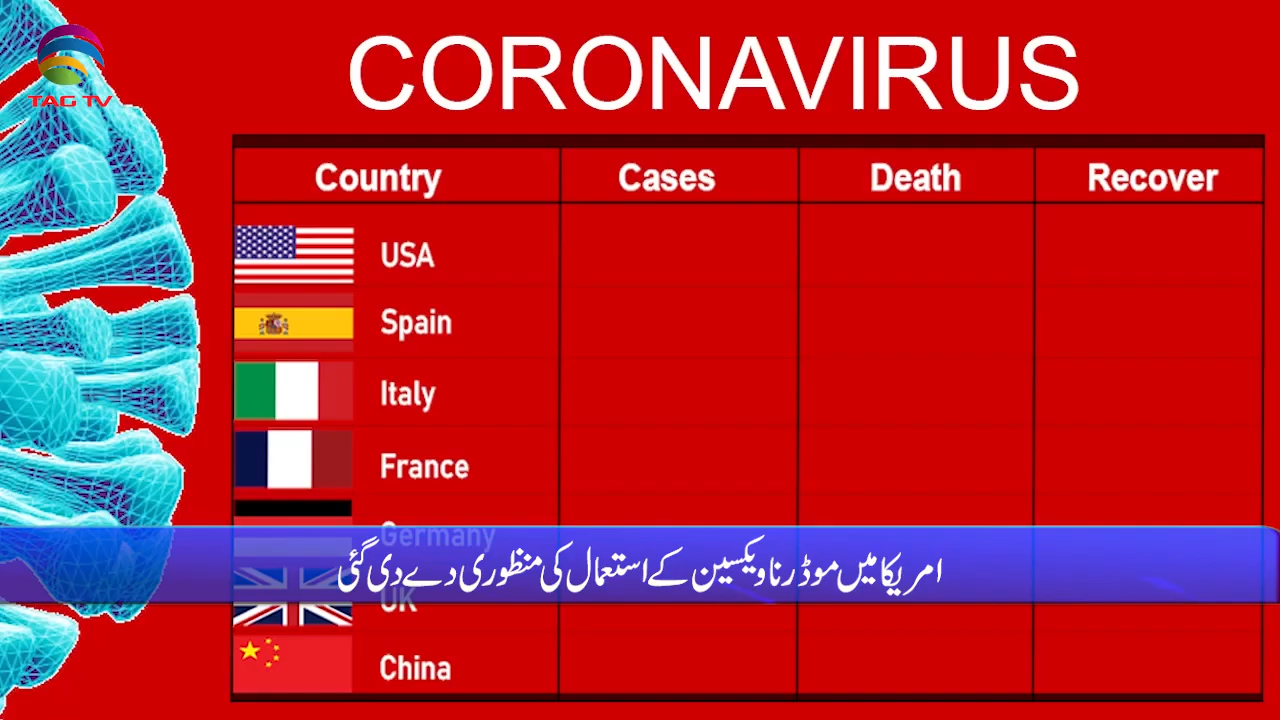 TAG TV
CORONAVIRUS
Country Cases Death Recover
USA
Spain
Italy
France
Germany
امریکا میں موڈرنا ویکسین کے استعمال کی منظوری دے دی گئی
UK
China